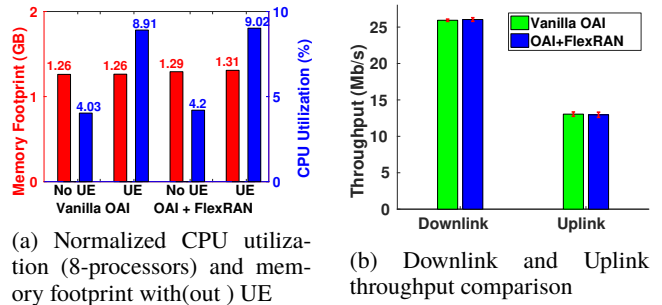 Memory Footprint (GB)
2
1
0
1.26
4.03
1.26
8.91
1.29
4.2
1.31
9.02
10
5
0
CPU Utilization (%)
No UE UE No UE UE
Vanilla OAI OAI + FlexRAN
(a) Normalized CPU utiliza-
tion (8-processors) and mem-
ory footprint with(out ) UE
Throughput (Mb/s)
30
25
20
15
10
5
0
Vanilla OAI
OAI+FlexRAN
Downlink Uplink
(b) Downlink and Uplink
throughput comparison